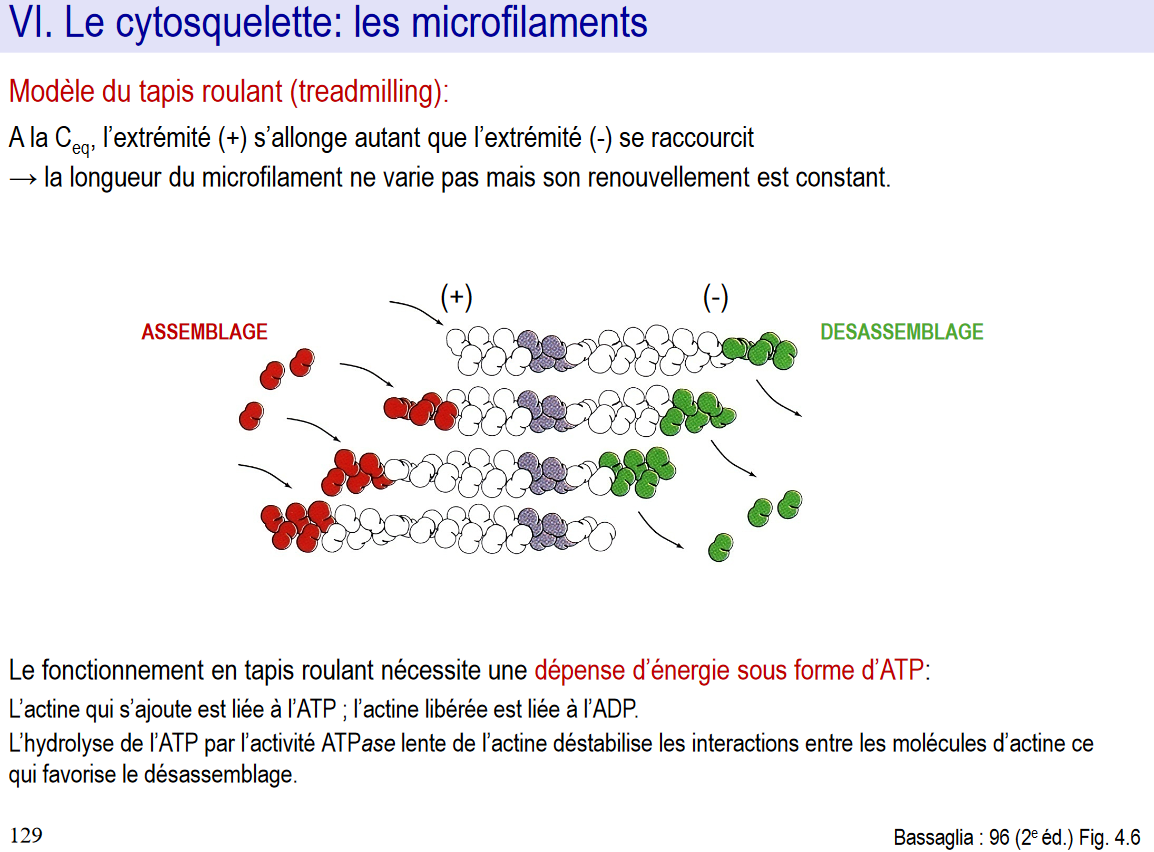 VI. Le cytosquelette: les microfilaments
Modèle du tapis roulant (treadmilling):
A la Ceq, l’extrémité (+) s’allonge autant que l’extrémité (-) se raccourcit
→ la longueur du microfilament ne varie pas mais son renouvellement est constant.
(+)
(-)
ASSEMBLAGE
DESASSEMBLAGE
Le fonctionnement en tapis roulant nécessite une dépense d’énergie sous forme d’ATP:
L’actine qui s’ajoute est liée à l’ATP ; l’actine libérée est liée à l’ADP.
L’hydrolyse de l’ATP par l’activité ATPase lente de l’actine déstabilise les interactions entre les molécules d’actine ce
qui favorise le désassemblage.
129
Bassaglia : 96 (2e éd.) Fig. 4.6